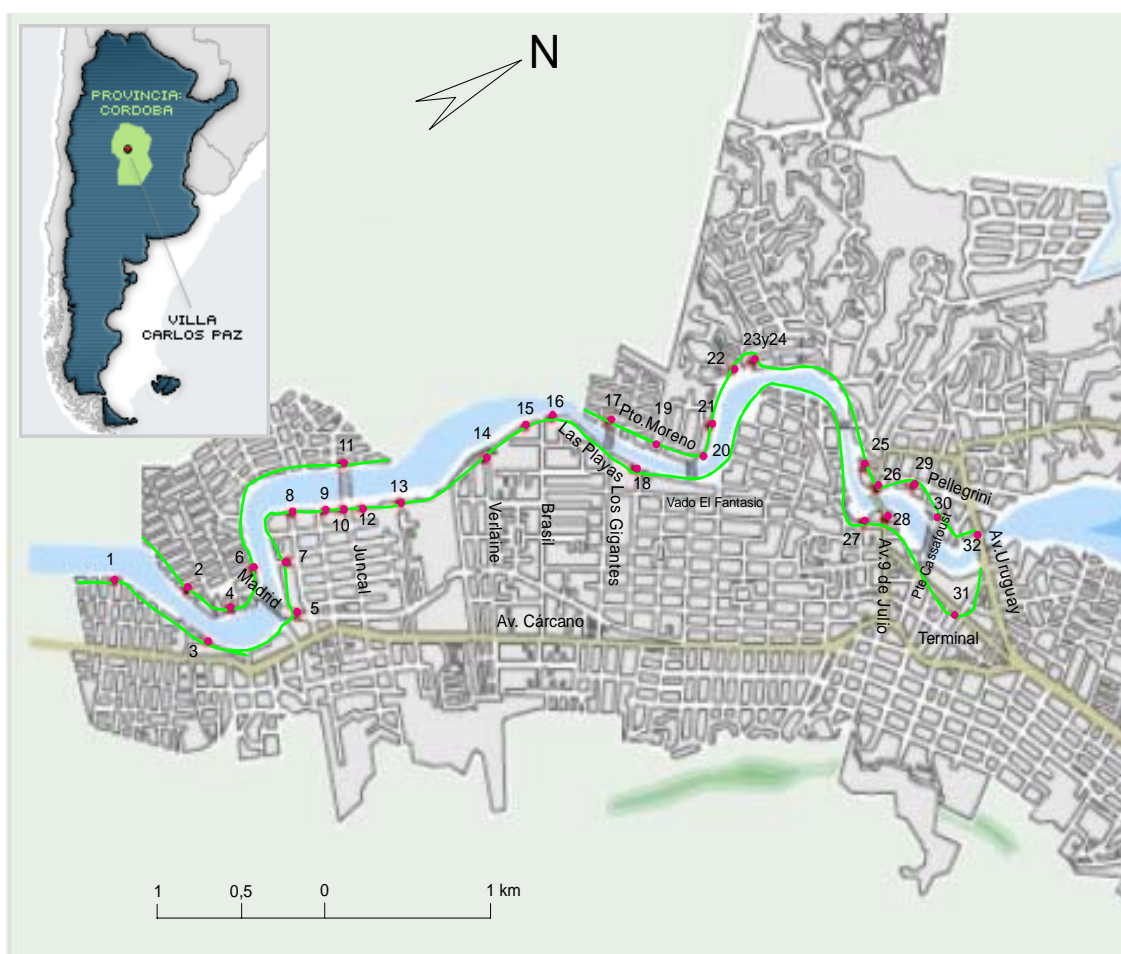 PROVINCIA:
CORDOBA
VILLA
CARLOS PAZ
N
23y24
22
17
19
Pto.Moreno
21
16
15
Las Playas
14
20
25
29
26
Pellegrini
11
18
Vado El Fantasio
13
8
9
10
12
Verlaine
Brasil
Los Gigantes
27
28
30
Pte Cassafoust
32
Av.Uruguay
1
2
6
7
Madrid
Juncal
4
5
Av.9 de Julio
31
3
Av. Cárcano
Terminal
1
0,5
0
1 km